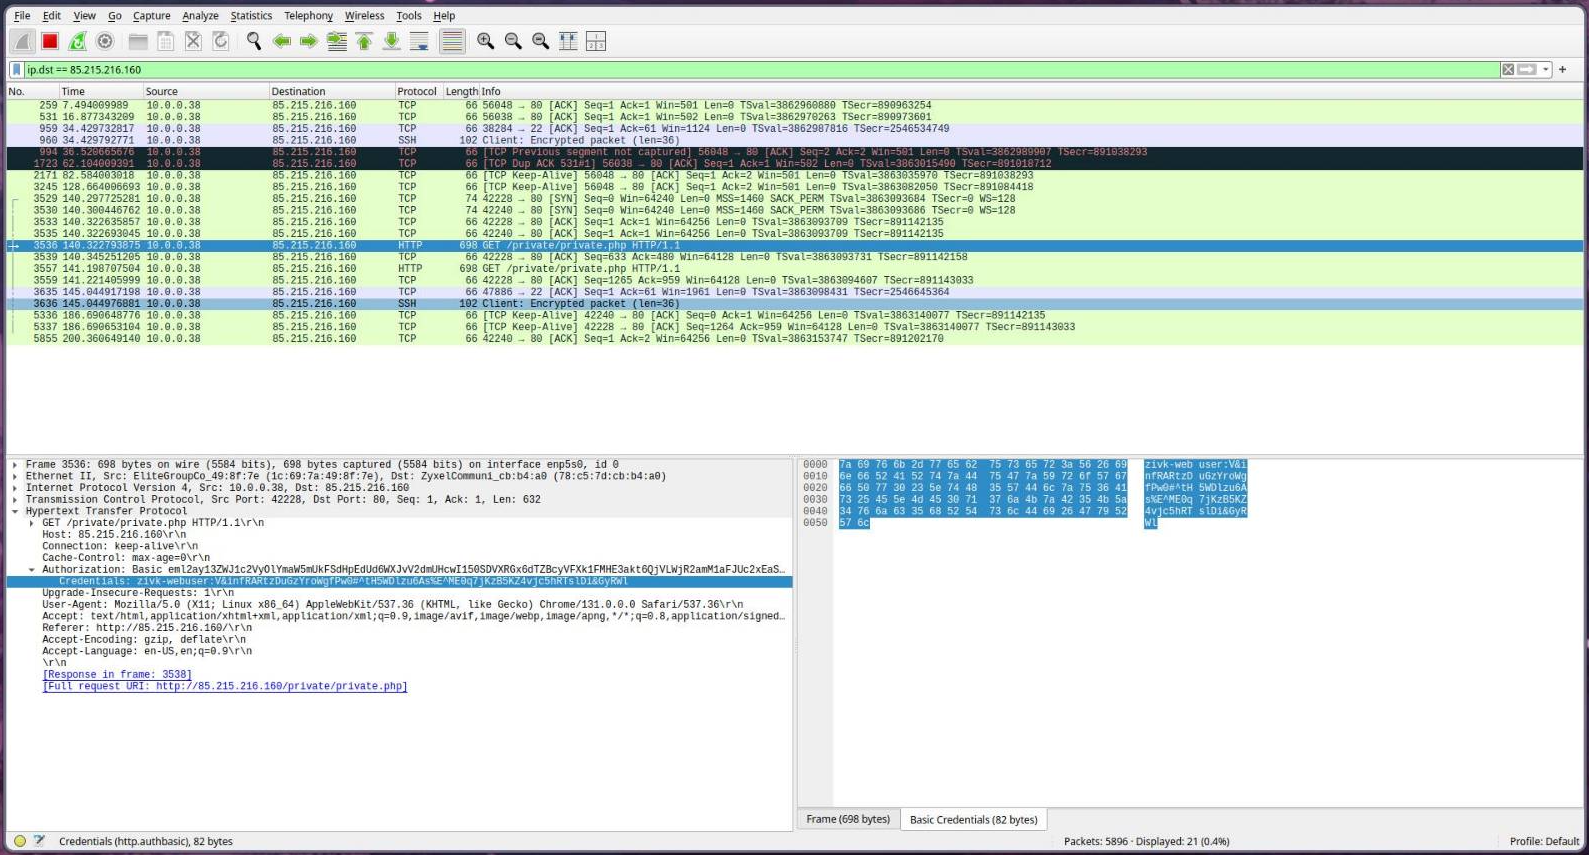 File Edit View Go Capture Analyze Statistics Telephony Wireless Tools Help
ip.dst == 85.215.216.160
No. Time Source Destination Protocol Length Info
259 7.494009989 10.0.0.38 85.215.216.160 TCP 66 56048 → 80 [ACK] Seq=1 Ack=1 Win=501 Len=0 TSval=3862960880 TSecr=890963254
531 16.877343209 10.0.0.38 85.215.216.160 TCP 66 56038 → 80 [ACK] Seq=1 Ack=1 Win=502 Len=0 TSval=3862970263 TSecr=890973601
959 34.429732817 10.0.0.38 85.215.216.160 TCP 66 38284 → 22 [ACK] Ack=61 Win=1124 Len=0 TSval=3862987816 TSecr=2546534749
960 34.429792771 10.0.0.38 85.215.216.160 SSH 102 Client: Encrypted packet (len=36)
994 36.520665676 10.0.0.38 85.215.216.160 TCP 66 [TCP Previous segment not captured] 56048 → 80 [ACK] Seq=2 Ack=2 Win=501 Len=0 TSval=3862989907 TSecr=891038293
1723 62.104009391 10.0.0.38 85.215.216.160 TCP 66 [TCP Dup ACK 531#1] 56038 → 80 [ACK] Seq=1 Ack=1 Win=502 Len=0 TSval=3863015490 TSecr=891018712
2171 82.584003018 10.0.0.38 85.215.216.160 TCP 66 [TCP Keep-Alive] 56048 → 80 [ACK] Seq=1 Ack=2 Win=501 Len=0 TSval=3863035970 TSecr=891038293
3245 128.664006693 10.0.0.38 85.215.216.160 TCP 66 [TCP Keep-Alive] 56048 → 80 [ACK] Seq=1 Ack=2 Win=501 Len=0 TSval=3863082050 TSecr=891084418
3529 140.297725281 10.0.0.38 85.215.216.160 TCP 74 42228 → 80 [SYN] Seq=0 Win=64240 Len=0 MSS=1460 SACK_PERM TSval=3863093684 TSecr=0 WS=128
3530 140.300446762 10.0.0.38 85.215.216.160 TCP 74 42240 → 80 [SYN] Seq=0 Win=64240 Len=0 MSS=1460 SACK_PERM TSval=3863093686 TSecr=0 WS=128
3533 140.322635857 10.0.0.38 85.215.216.160 TCP 66 42228 → 80 [ACK] Seq=1 Ack=1 Win=64256 Len=0 TSval=3863093709 TSecr=891142135
3535 140.322693045 10.0.0.38 85.215.216.160 TCP 66 42240 → 80 [ACK] Seq=1 Ack=1 Win=64256 Len=0 TSval=3863093709 TSecr=891142135
3536 140.322793875 10.0.0.38 85.215.216.160 HTTP 698 GET /private/private.php HTTP/1.1
3539 140.345251205 10.0.0.38 85.215.216.160 TCP 66 42228 → 80 [ACK] Seq=633 Ack=480 Win=64128 Len=0 TSval=3863093731 TSecr=891142158
3557 141.198707504 10.0.0.38 85.215.216.160 HTTP 698 GET /private/private.php HTTP/1.1
3559 141.221405999 10.0.0.38 85.215.216.160 TCP 66 42228 → 80 [ACK] Seq=1265 Ack=959 Win=64128 Len=0 TSval=3863094607 TSecr=891143033
3635 145.044917198 10.0.0.38 85.215.216.160 TCP 66 47886 → 22 [ACK] Ack=61 Win=1961 Len=0 TSval=3863098431 TSecr=2546645364
3636 145.044976881 10.0.0.38 85.215.216.160 SSH 102 Client: Encrypted packet (len=36)
5336 186.690648776 10.0.0.38 85.215.216.160 TCP 66 [TCP Keep-Alive] 42240 → 80 [ACK] Seq=0 Ack=1 Win=64256 Len=0 TSval=3863140077 TSecr=891142135
5337 186.690653104 10.0.0.38 85.215.216.160 TCP 66 [TCP Keep-Alive] 42228 → 80 [ACK] Seq=1264 Ack=959 Win=64128 Len=0 TSval=3863140077 TSecr=891143033
5855 200.360649140 10.0.0.38 85.215.216.160 TCP 66 42240 → 80 [ACK] Seq=1 Ack=2 Win=64256 Len=0 TSval=3863153747 TSecr=891202170
Frame 3536: 698 bytes on wire (5584 bits), 698 bytes captured (5584 bits) on interface enp5s0, id 0
Ethernet II, Src: EliteGroupCo_49:8f:7e (1c:69:7a:49:8f:7e), Dst: ZyxelCommuni_cb:b4:a0 (78:c5:7d:cb:b4:a0)
Internet Protocol Version 4, Src: 10.0.0.38, Dst: 85.215.216.160
Transmission Control Protocol, Src Port: 42228, Dst Port: 80, Seq: 1, Ack: 1, Len: 632
Hypertext Transfer Protocol
GET /private/private.php HTTP/1.1\r\n
Host: 85.215.216.160\r\n
Connection: keep-alive\r\n
Cache-Control: max-age=0\r\n
Authorization: Basic eml2ay13ZWJ1c2VyOlYmaW5mUkFSdHpEdUd6WXJvV2dmUHcwI150SDVXRGx6dTZBcyVFXk1FMHE3akt6QjVLWjR2amM1aFJUc2xEaS…
Credentials: zivk-webuser:V&infRARtzDuGzYroWgfPw0#^tH5WDlzu6As%E^ME0q7jKzB5KZ4vjc5hRTslDi&GyRWl
Upgrade-Insecure-Requests: 1\r\n
User-Agent: Mozilla/5.0 (X11; Linux x86_64) AppleWebKit/537.36 (KHTML, like Gecko) Chrome/131.0.0.0 Safari/537.36\r\n
Accept: text/html,application/xhtml+xml,application/xml;q=0.9,image/avif,image/webp,image/apng,*/*;q=0.8,application/signed…
Referer: http://85.215.216.160/\r\n
Accept-Encoding: gzip, deflate\r\n
Accept-Language: en-US,en;q=0.9\r\n
\r\n
[Response in frame: 3538]
[Full request URI: http://85.215.216.160/private/private.php]
0000 7a 69 76 6b 2d 77 65 62 75 73 65 72 3a 56 26 69 zivk-web user:V&i
0010 6e 66 52 41 52 74 7a 44 75 47 7a 59 72 6f 57 67 nfRARtzD uGzYroWg
0020 66 50 77 30 23 5e 74 48 35 57 44 6c 7a 75 36 41 fPw0#^tH 5WDlzu6A
0030 73 25 45 5e 4d 45 30 71 37 6a 4b 7a 42 35 4b 5a s%E^ME0q 7jKzB5KZ
0040 34 76 6a 63 35 68 52 54 73 6c 44 69 26 47 79 52 4vjc5hRT slDi&GyR
0050 57 6c Wl
Frame (698 bytes) Basic Credentials (82 bytes)
Credentials (http.authbasic), 82 bytes Packets: 5896 · Displayed: 21 (0.4%) Profile: Default